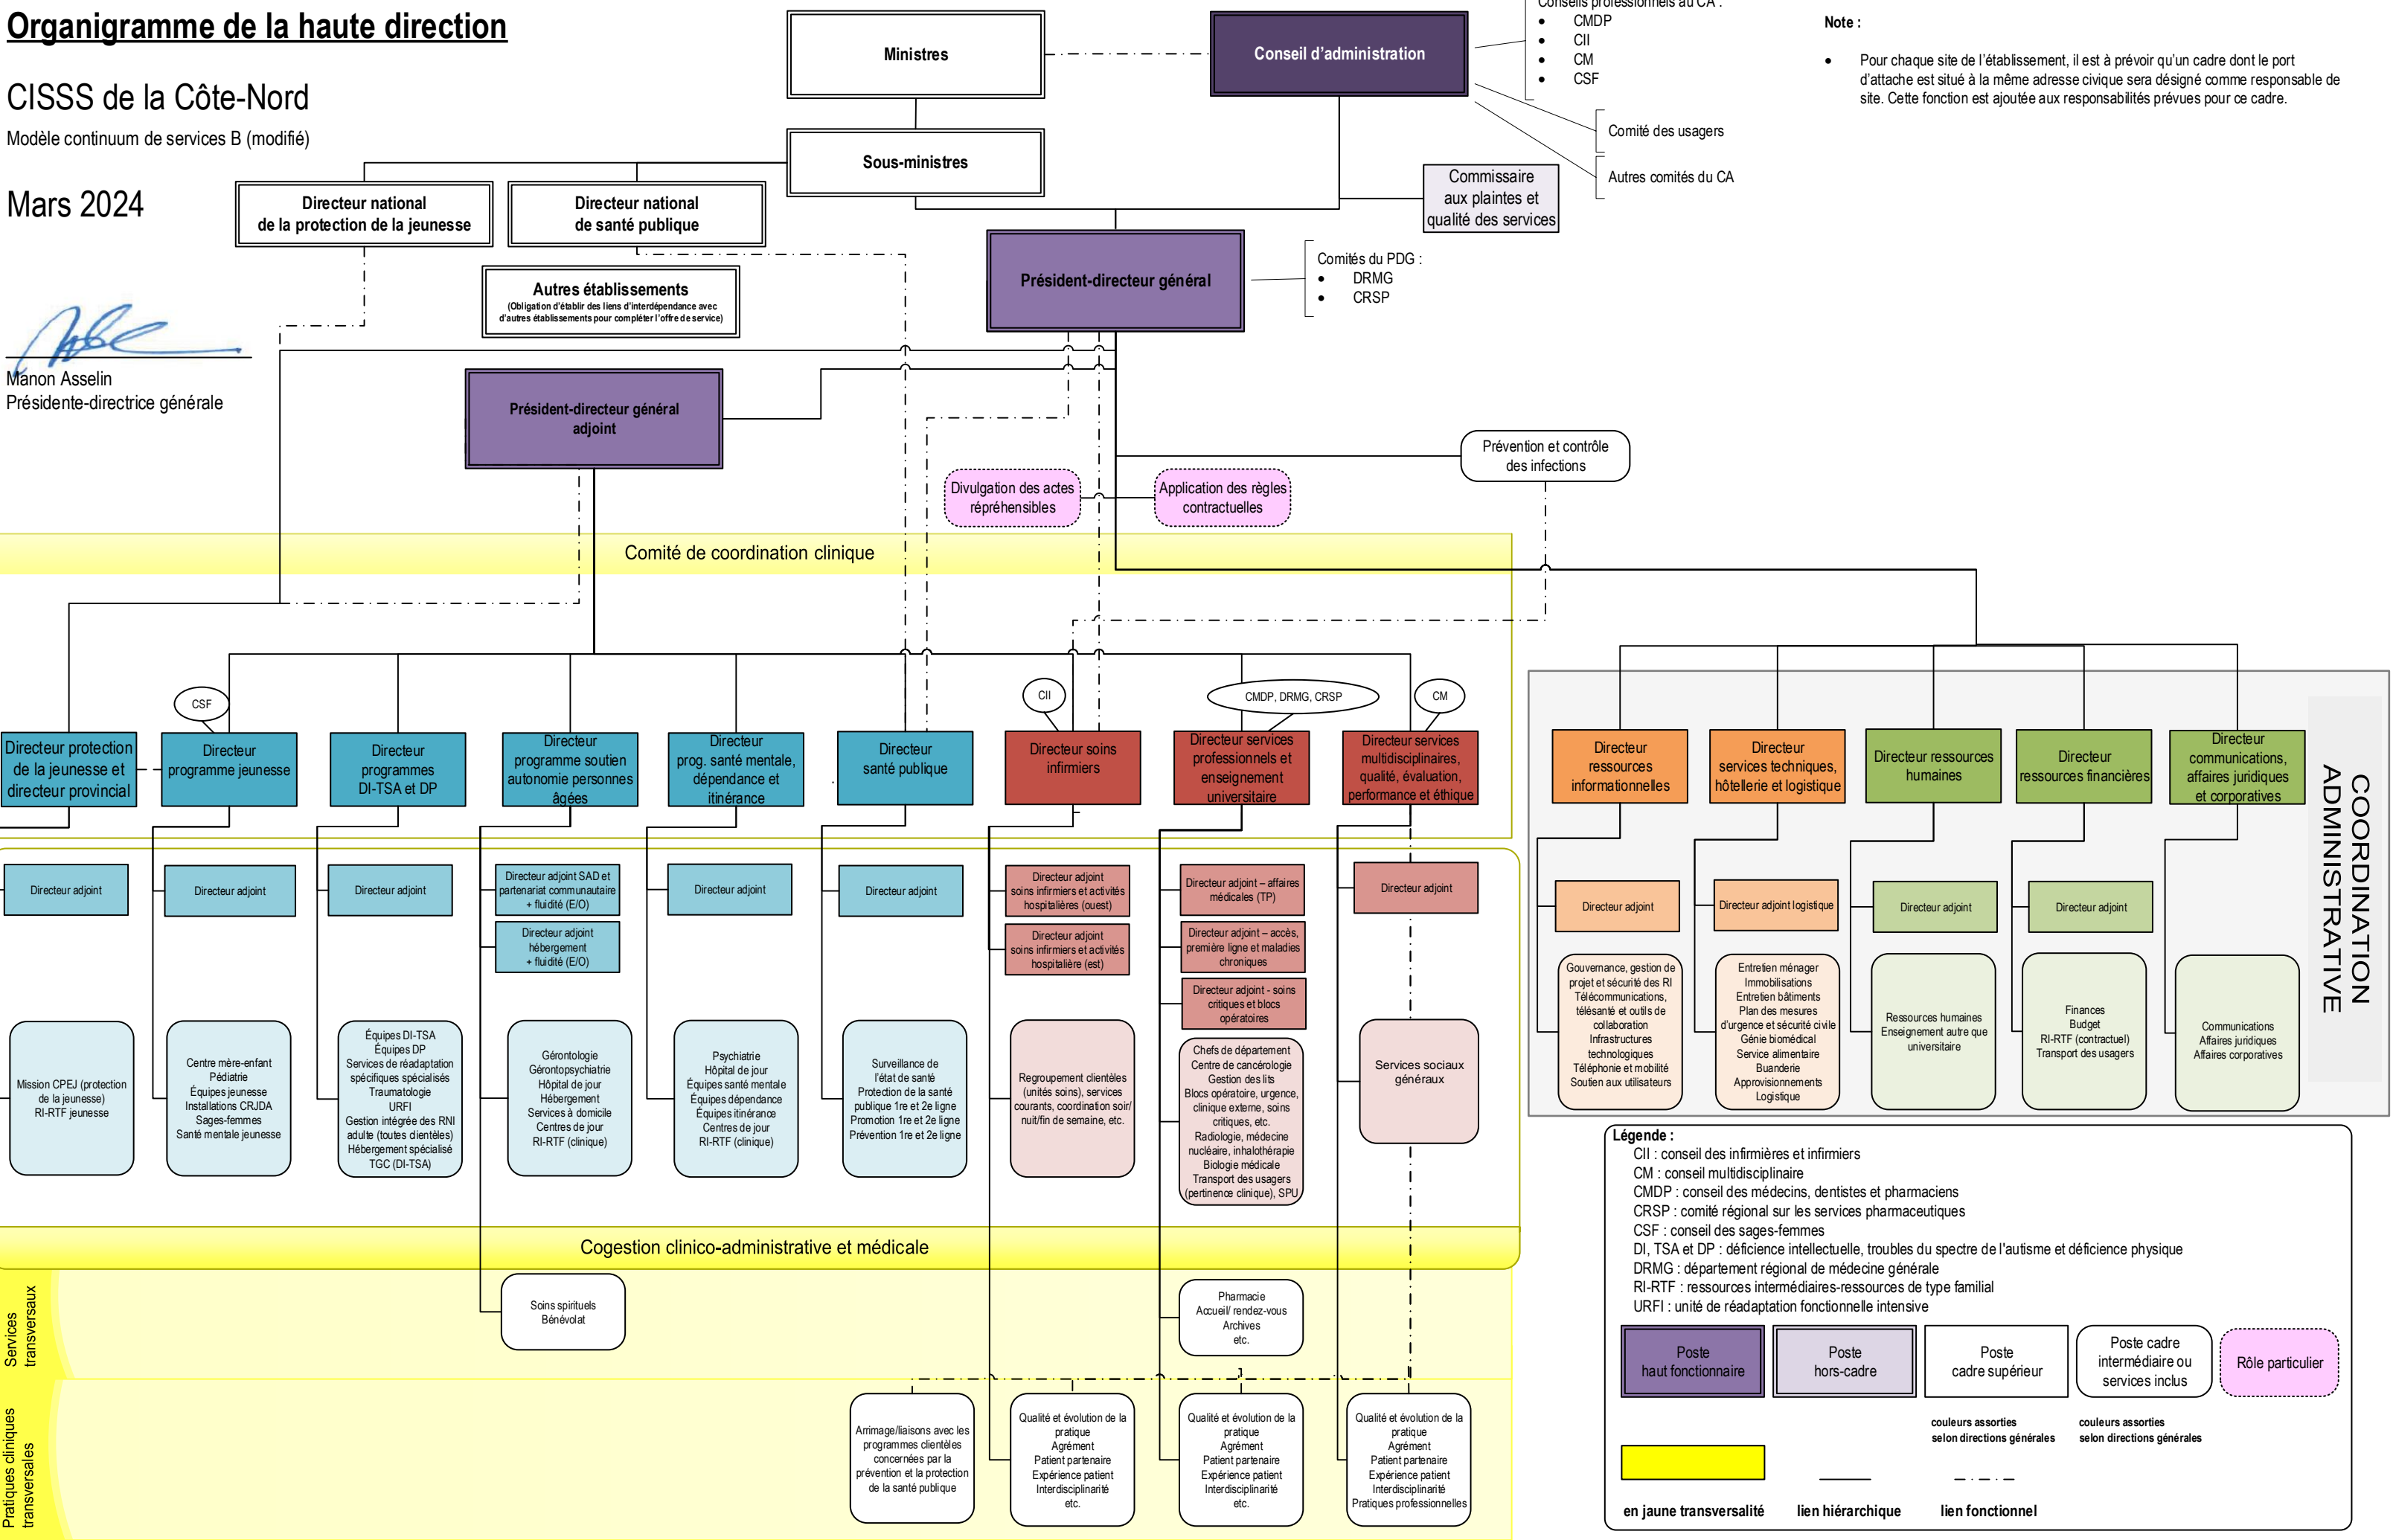 Organigramme de la haute direction
CISSS de la Côte-Nord
Modèle continuum de services B (modifié)
Mars 2024
Manon Asselin
Présidente-directrice générale
Ministres
Conseil d'administration
Conseils professionnels au CA :
• CMDP
• CII
• CM
• CSF
Comité des usagers
Autres comités du CA
Note :
• Pour chaque site de l'établissement, il est à prévoir qu'un cadre dont le port
d'attache est situé à la même adresse civique sera désigné comme responsable de
site. Cette fonction est ajoutée aux responsabilités prévues pour ce cadre.
Sous-ministres
Commissaire
aux plaintes et
qualité des services
Directeur national
de la protection de la jeunesse
Directeur national
de santé publique
Autres établissements
(Obligation d'établir des liens d'interdépendance avec
d'autres établissements pour compléter l'offre de service)
Président-directeur général
Comités du PDG :
• DRMG
• CRSP
Président-directeur général
adjoint
Prévention et contrôle
des infections
Divulgation des actes
répréhensibles
Application des règles
contractuelles
Comité de coordination clinique
CSF
CII
CMDP, DRMG, CRSP
CM
Directeur protection
de la jeunesse et
directeur provincial
Directeur
programme jeunesse
Directeur
programmes
DI-TSA et DP
Directeur
programme soutien
autonomie personnes
âgées
Directeur
prog. santé mentale,
dépendance et
itinérance
Directeur
santé publique
Directeur soins
infirmiers
Directeur services
professionnels et
enseignement
universitaire
Directeur services
multidisciplinaires,
qualité, évaluation,
performance et éthique
Directeur
ressources
informationnelles
Directeur
services techniques,
hôtellerie et logistique
Directeur ressources
humaines
Directeur
ressources financières
Directeur
communications,
affaires juridiques
et corporatives
COORDINATION
ADMINISTRATIVE
Directeur adjoint
Directeur adjoint
Directeur adjoint
Directeur adjoint SAD et
partenariat communautaire
+ fluidité (E/O)
Directeur adjoint
hébergement
+ fluidité (E/O)
Directeur adjoint
Directeur adjoint
Directeur adjoint
soins infirmiers et activités
hospitalières (ouest)
Directeur adjoint
soins infirmiers et activités
hospitalière (est)
Directeur adjoint – affaires
médicales (TP)
Directeur adjoint – accès,
première ligne et maladies
chroniques
Directeur adjoint - soins
critiques et blocs
opératoires
Directeur adjoint
Directeur adjoint
Directeur adjoint logistique
Directeur adjoint
Directeur adjoint
Mission CPEJ (protection
de la jeunesse)
RI-RTF jeunesse
Centre mère-enfant
Pédiatrie
Équipes jeunesse
Installations CRJDA
Sages-femmes
Santé mentale jeunesse
Équipes DI-TSA
Équipes DP
Services de réadaptation
spécifiques spécialisés
Traumatologie
URFI
Gestion intégrée des RNI
adulte (toutes clientèles)
Hébergement spécialisé
TGC (DI-TSA)
Gérontologie
Gérontopsychiatrie
Hôpital de jour
Hébergement
Services à domicile
Centres de jour
RI-RTF (clinique)
Psychiatrie
Hôpital de jour
Équipes santé mentale
Équipes dépendance
Équipes itinérance
Centres de jour
RI-RTF (clinique)
Surveillance de
l'état de santé
Protection de la santé
publique 1re et 2e ligne
Promotion 1re et 2e ligne
Prévention 1re et 2e ligne
Regroupement clientèles
(unités soins), services
courants, coordination soir/
nuit/fin de semaine, etc.
Chefs de département
Centre de cancérologie
Gestion des lits
Blocs opératoire, urgence,
clinique externe, soins
critiques, etc.
Radiologie, médecine
nucléaire, inhalothérapie
Biologie médicale
Transport des usagers
(pertinence clinique), SPU
Services sociaux
généraux
Gouvernance, gestion de
projet et sécurité des RI
Télécommunications,
télésanté et outils de
collaboration
Infrastructures
technologiques
Téléphonie et mobilité
Soutien aux utilisateurs
Entretien ménager
Immobilisations
Entretien bâtiments
Plan des mesures
d'urgence et sécurité civile
Génie biomédical
Service alimentaire
Buanderie
Approvisionnements
Logistique
Ressources humaines
Enseignement autre que
universitaire
Finances
Budget
RI-RTF (contractuel)
Transport des usagers
Communications
Affaires juridiques
Affaires corporatives
Cogestion clinico-administrative et médicale
Services
transversaux
Soins spirituels
Bénévolat
Pharmacie
Accueil/ rendez-vous
Archives
etc.
Pratiques cliniques
transversales
Arrimage/liaisons avec les
programmes clientèles
concernées par la
prévention et la protection
de la santé publique
Qualité et évolution de la
pratique
Agrément
Patient partenaire
Expérience patient
Interdisciplinarité
etc.
Qualité et évolution de la
pratique
Agrément
Patient partenaire
Expérience patient
Interdisciplinarité
etc.
Qualité et évolution de la
pratique
Agrément
Patient partenaire
Expérience patient
Interdisciplinarité
Pratiques professionnelles
Légende :
CII : conseil des infirmières et infirmiers
CM : conseil multidisciplinaire
CMDP : conseil des médecins, dentistes et pharmaciens
CRSP : comité régional sur les services pharmaceutiques
CSF : conseil des sages-femmes
DI, TSA et DP : déficience intellectuelle, troubles du spectre de l'autisme et déficience physique
DRMG : département régional de médecine générale
RI-RTF : ressources intermédiaires-ressources de type familial
URFI : unité de réadaptation fonctionnelle intensive
Poste
haut fonctionnaire
Poste
hors-cadre
Poste
cadre supérieur
Poste cadre
intermédiaire ou
services inclus
Rôle particulier
couleurs assorties
selon directions générales
couleurs assorties
selon directions générales
en jaune transversalité
lien hiérarchique
lien fonctionnel